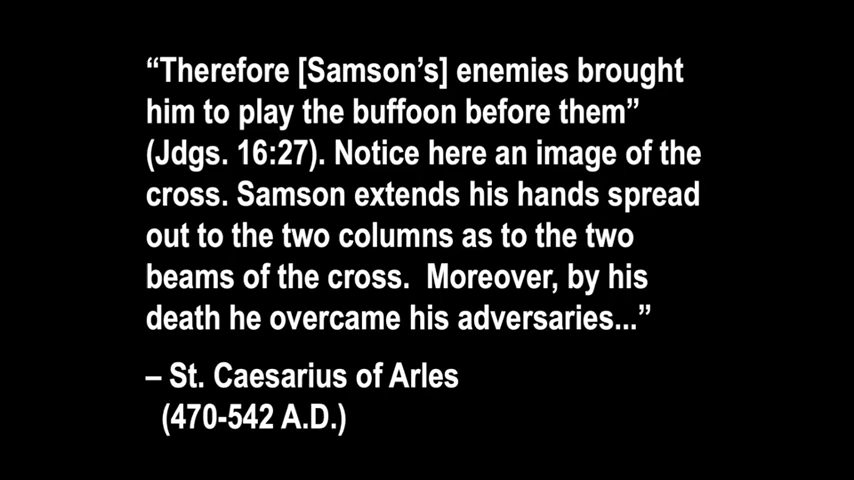 “Therefore [Samson’s] enemies brought
him to play the buffoon before them”
(Jdgs. 16:27). Notice here an image of the
cross. Samson extends his hands spread
out to the two columns as to the two
beams of the cross.  Moreover, by his
death he overcame his adversaries...”
– St. Caesarius of Arles
(470-542 A.D.)